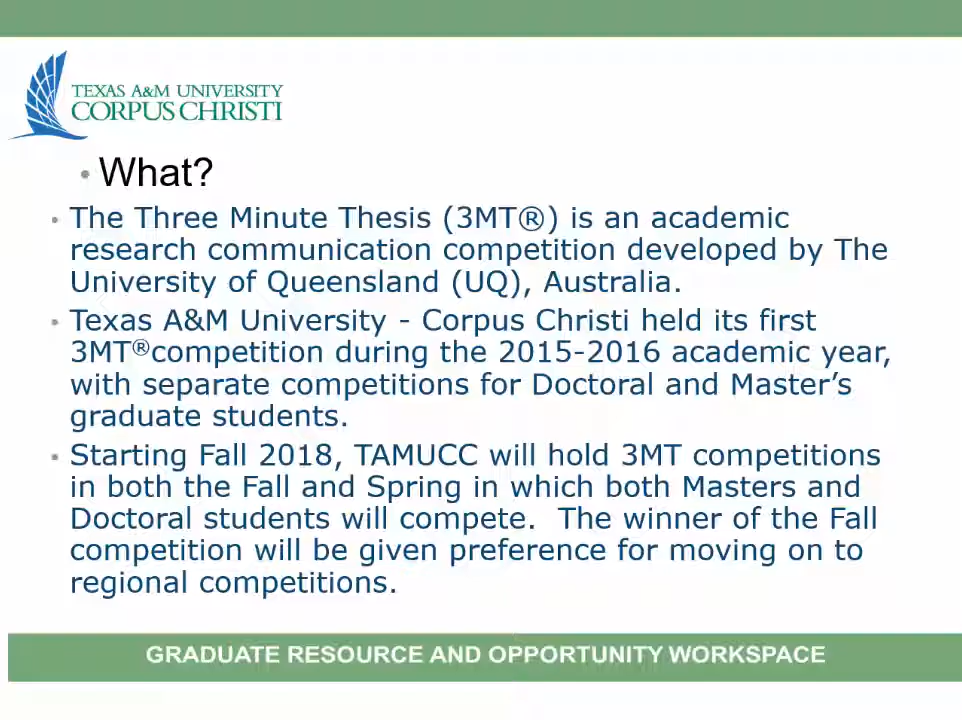 TEXAS A&M UNIVERSITY
CORPUS CHRISTI
• What?
• The Three Minute Thesis (3MT®) is an academic
research communication competition developed by The
University of Queensland (UQ), Australia.
• Texas A&M University - Corpus Christi held its first
3MT®competition during the 2015-2016 academic year,
with separate competitions for Doctoral and Master’s
graduate students.
• Starting Fall 2018, TAMUCC will hold 3MT competitions
in both the Fall and Spring in which both Masters and
Doctoral students will compete.  The winner of the Fall
competition will be given preference for moving on to
regional competitions.
GRADUATE RESOURCE AND OPPORTUNITY WORKSPACE